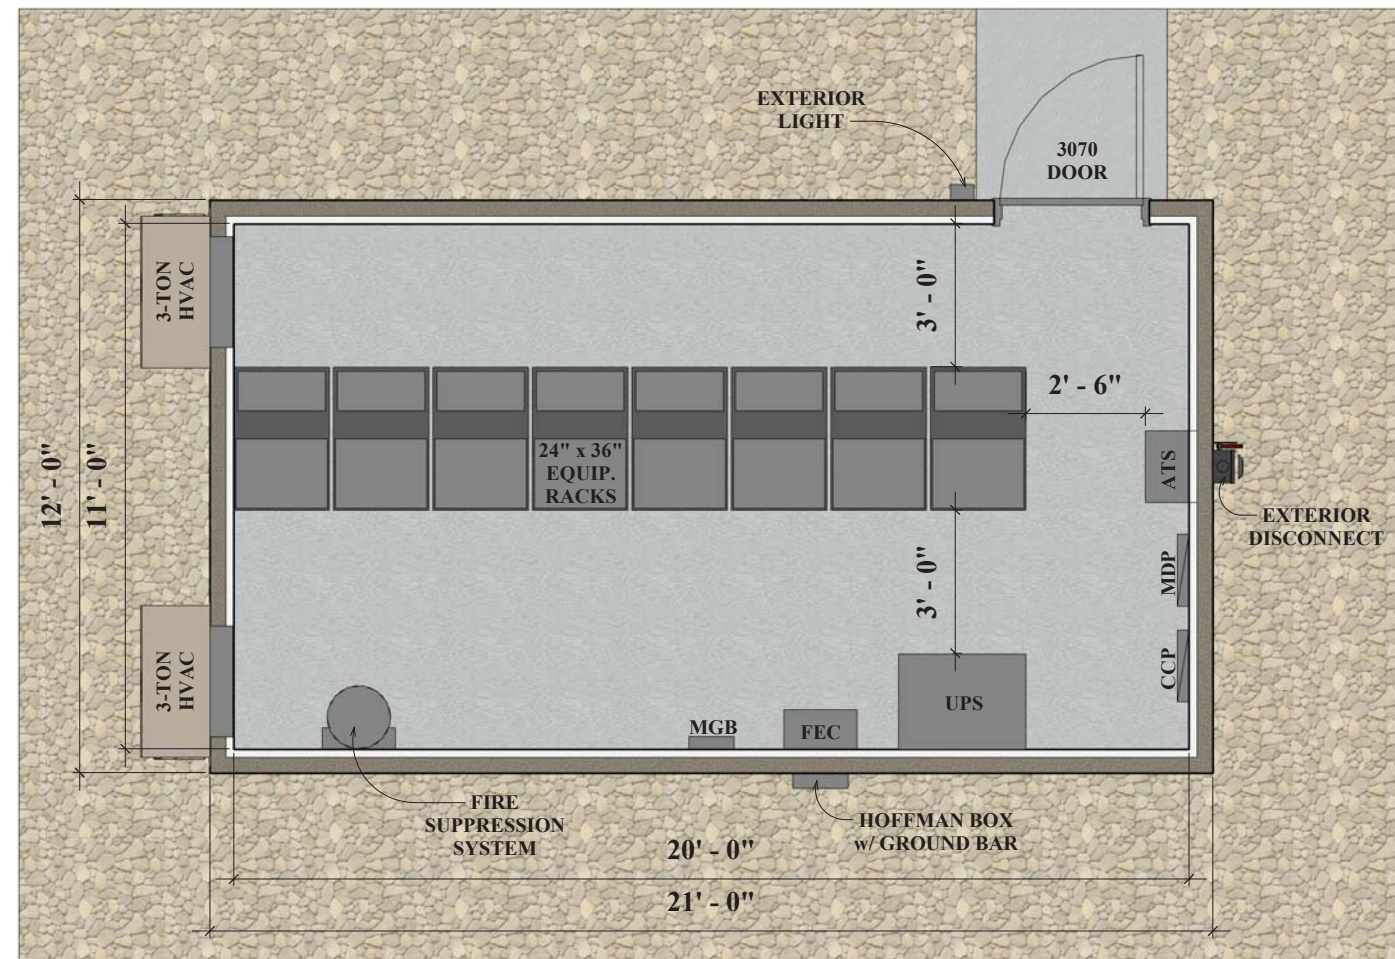 EXTERIOR
LIGHT
3070
DOOR
3-TON
HVAC
3' - 0"
2' - 6"
24" x 36"
EQUIP.
RACKS
ATS
12' - 0"
11' - 0"
EXTERIOR
DISCONNECT
MDP
3' - 0"
CCP
3-TON
HVAC
UPS
MGB
FEC
FIRE
SUPPRESSION
SYSTEM
HOFFMAN BOX
w/ GROUND BAR
20' - 0"
21' - 0"